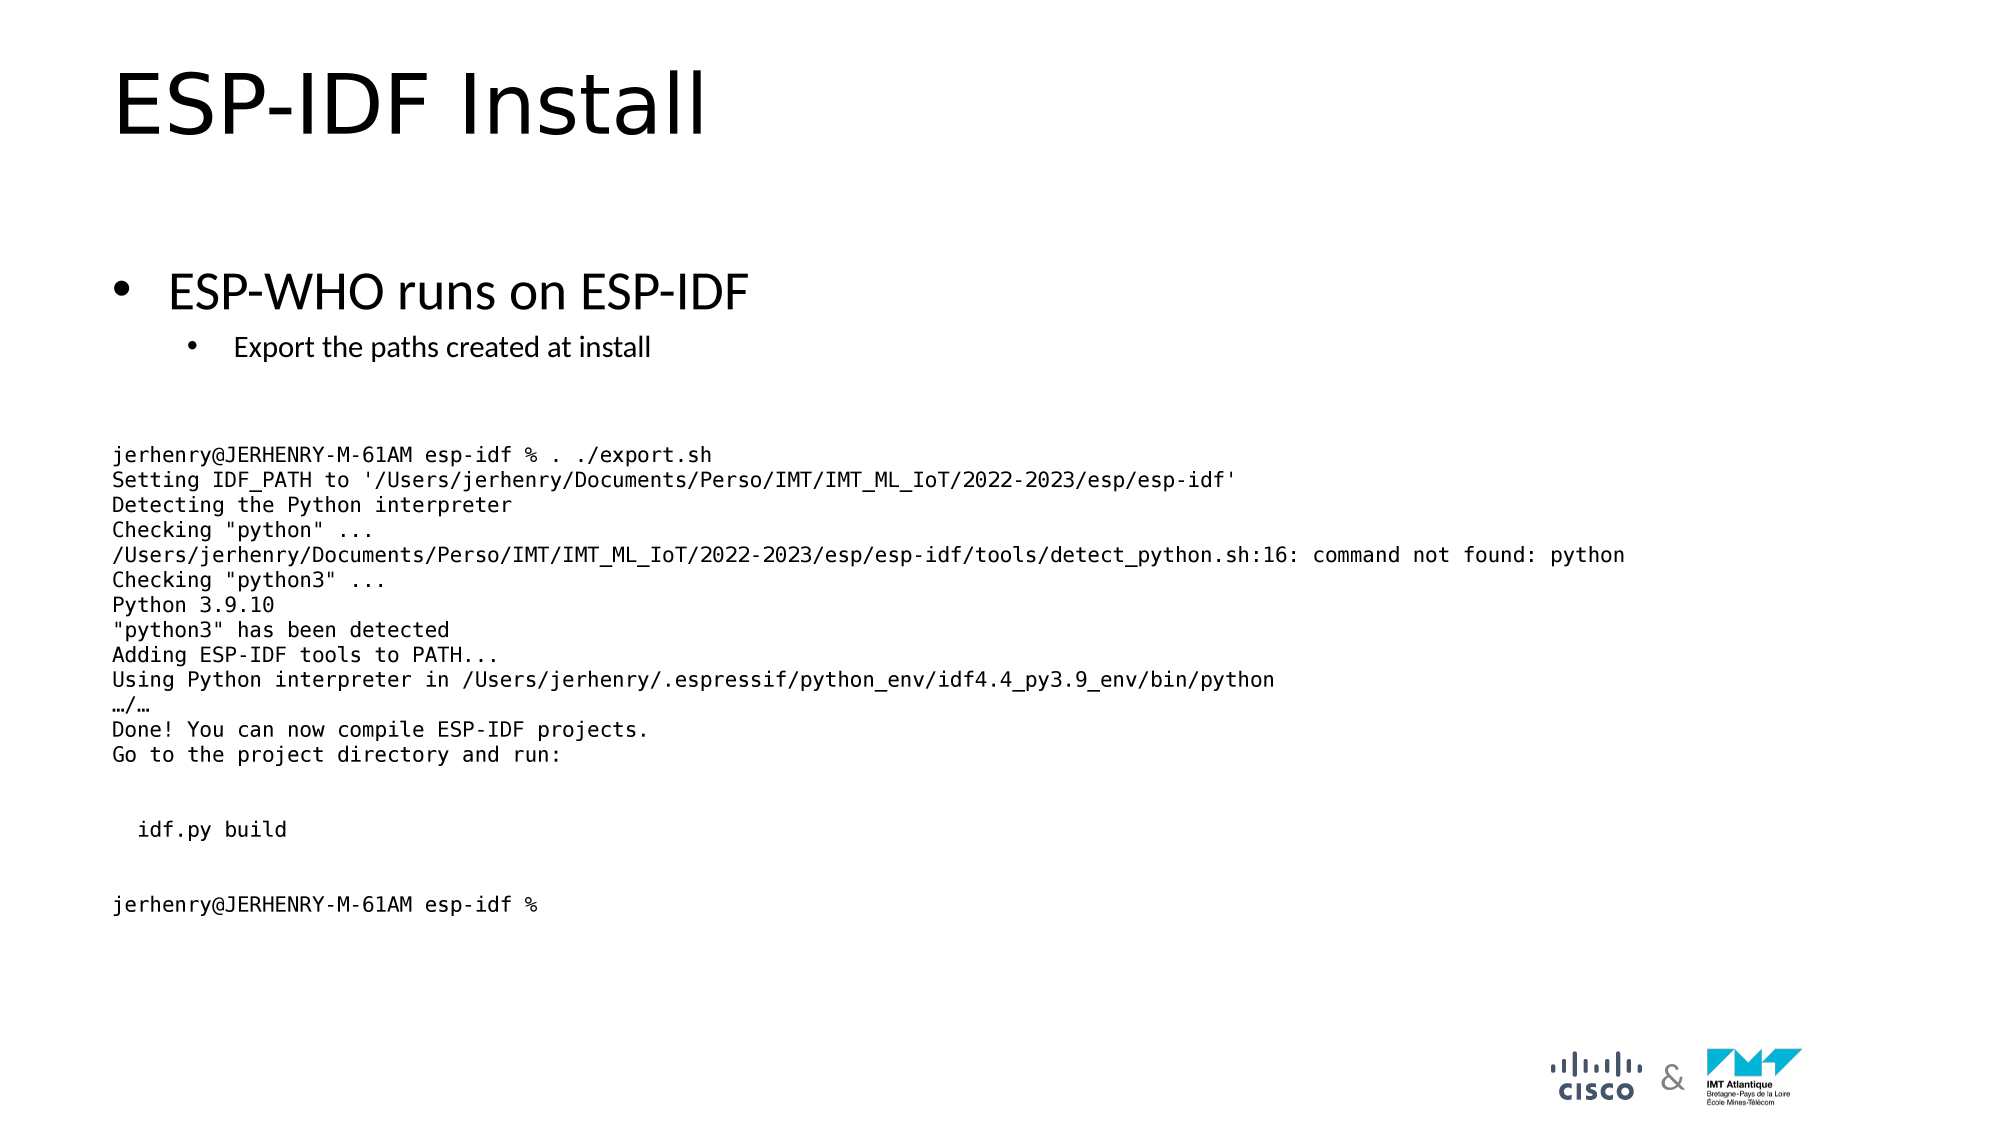 ESP-IDF Install
• ESP-WHO runs on ESP-IDF
• Export the paths created at install
jerhenry@JERHENRY-M-61AM esp-idf % . ./export.sh
Setting IDF_PATH to '/Users/jerhenry/Documents/Perso/IMT/IMT_ML_IoT/2022-2023/esp/esp-idf'
Detecting the Python interpreter
Checking "python" ...
/Users/jerhenry/Documents/Perso/IMT/IMT_ML_IoT/2022-2023/esp/esp-idf/tools/detect_python.sh:16: command not found: python
Checking "python3" ...
Python 3.9.10
"python3" has been detected
Adding ESP-IDF tools to PATH...
Using Python interpreter in /Users/jerhenry/.espressif/python_env/idf4.4_py3.9_env/bin/python
…/…
Done! You can now compile ESP-IDF projects.
Go to the project directory and run:
idf.py build
jerhenry@JERHENRY-M-61AM esp-idf %
CISCO & IMT Atlantique
Bretagne-Pays de la Loire
École Mines-Télécom